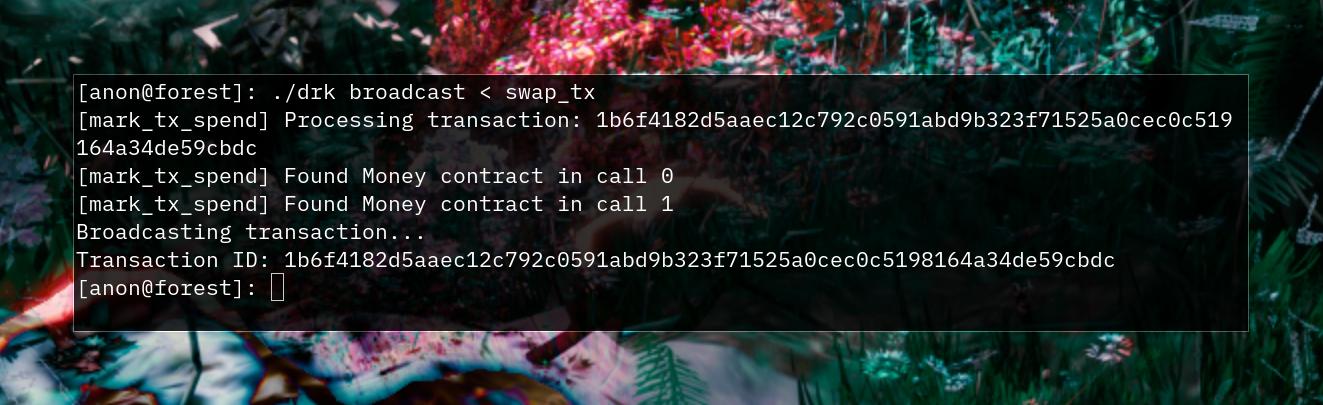 [anon@forest]: ./drk broadcast < swap_tx
[mark_tx_spend] Processing transaction: 1b6f4182d5aaec12c792c0591abd9b323f71525a0cec0c519
164a34de59cbdc
[mark_tx_spend] Found Money contract in call 0
[mark_tx_spend] Found Money contract in call 1
Broadcasting transaction...
Transaction ID: 1b6f4182d5aaec12c792c0591abd9b323f71525a0cec0c5198164a34de59cbdc
[anon@forest]: